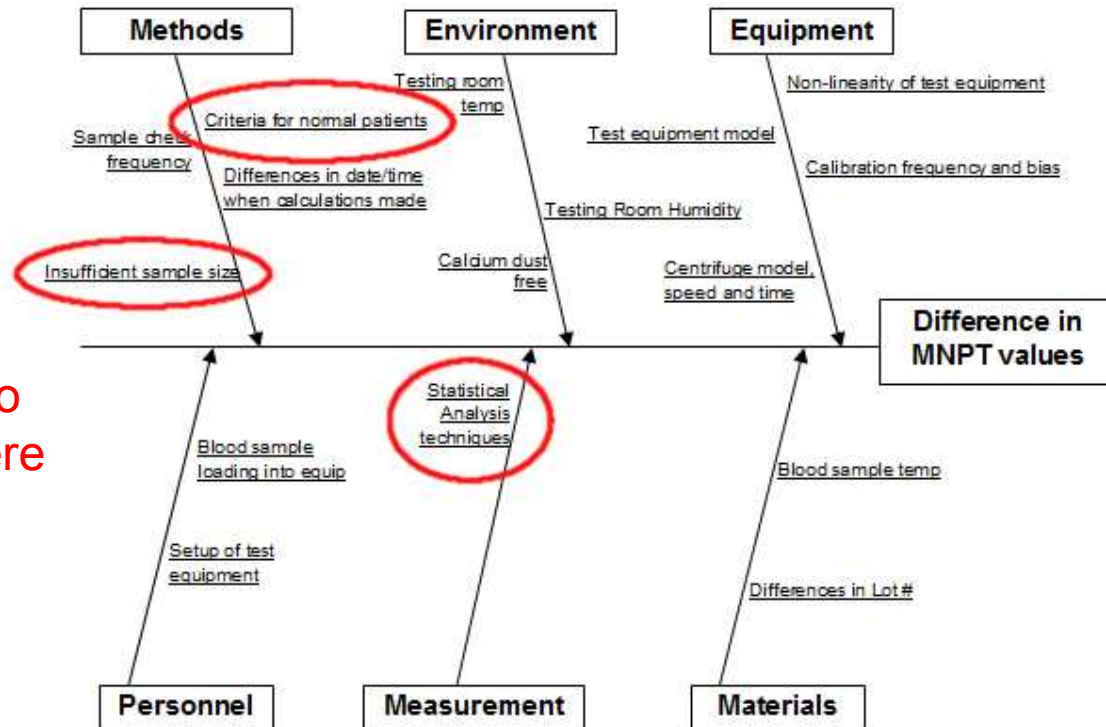 Methods
Environment
Equipment
Testing room
temp
Non-linearity of test equipment
Criteria for normal patients
Sample check
frequency
Test equipment model
Differences in date/time
when calculations made
Calibration frequency and bias
Testing Room Humidity
Insufficient sample size
Calcium dust
free
Centrifuge model,
speed and time
Difference in
MNPT values
o
ere
Statistical
Analysis
techniques
Blood sample
loading into equip
Blood sample temp
Setup of test
equipment
Differences in Lot #
Personnel
Measurement
Materials